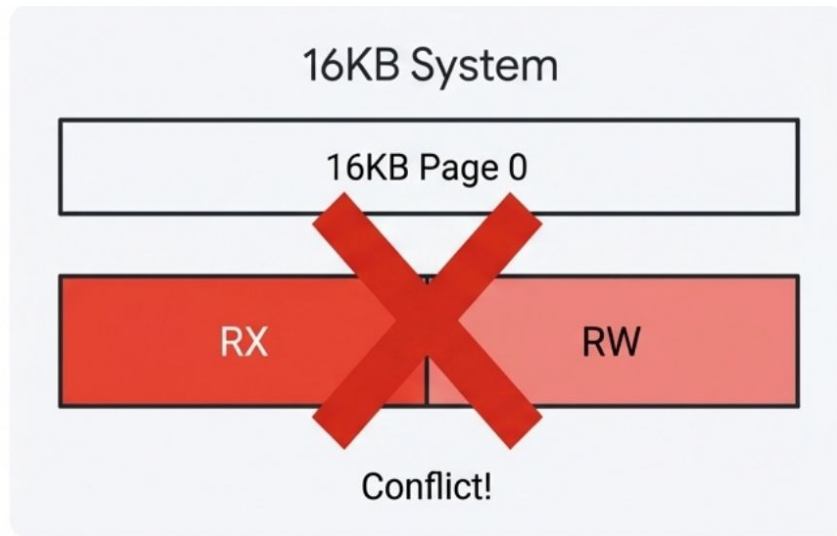 16KB System
16KB Page 0
RX
RW
Conflict!